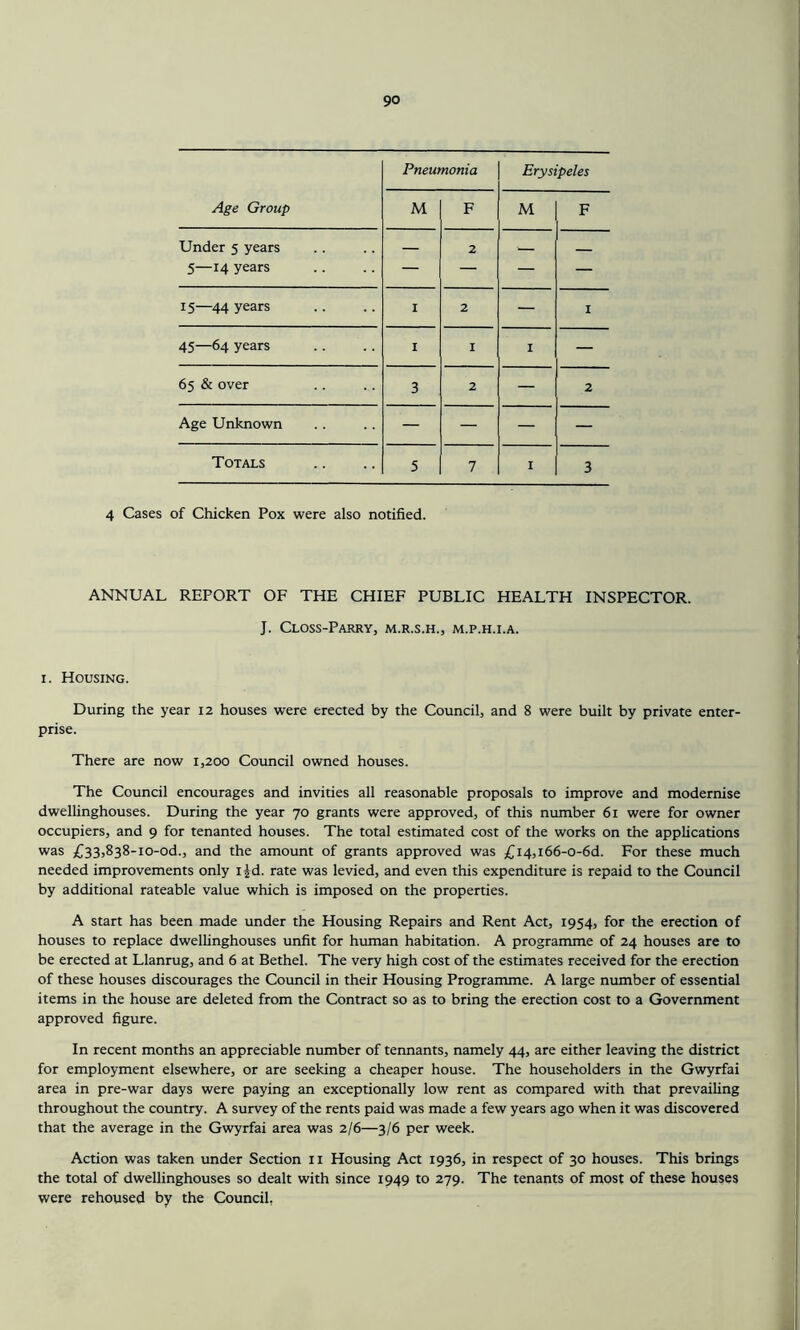 90
Pneumonia Erysipeles
Age Group M F M F
Under 5 years .. .. — 2 — —
5—14 years .. .. — — — —
15—44 years .. .. 1 2 — 1
45—64 years .. .. 1 1 1 —
65 & over .. .. 3 2 — 2
Age Unknown .. .. — — — —
TOTALS .. .. 5 7 1 3
4 Cases of Chicken Pox were also notified.
ANNUAL REPORT OF THE CHIEF PUBLIC HEALTH INSPECTOR.
J. CLOSS-PARRY, M.R.S.H., M.P.H.I.A.
1. HOUSING.
During the year 12 houses were erected by the Council, and 8 were built by private enter-
prise.
There are now 1,200 Council owned houses.
The Council encourages and invities all reasonable proposals to improve and modernise
dwellinghouses. During the year 70 grants were approved, of this number 61 were for owner
occupiers, and 9 for tenanted houses. The total estimated cost of the works on the applications
was £33,838-10-0d., and the amount of grants approved was £14,166-0-6d. For these much
needed improvements only 1½d. rate was levied, and even this expenditure is repaid to the Council
by additional rateable value which is imposed on the properties.
A start has been made under the Housing Repairs and Rent Act, 1954, for the erection of
houses to replace dwellinghouses unfit for human habitation. A programme of 24 houses are to
be erected at Llanrug, and 6 at Bethel. The very high cost of the estimates received for the erection
of these houses discourages the Council in their Housing Programme. A large number of essential
items in the house are deleted from the Contract so as to bring the erection cost to a Government
approved figure.
In recent months an appreciable number of tennants, namely 44, are either leaving the district
for employment elsewhere, or are seeking a cheaper house. The householders in the Gwyrfai
area in pre-war days were paying an exceptionally low rent as compared with that prevailing
throughout the country. A survey of the rents paid was made a few years ago when it was discovered
that the average in the Gwyrfai area was 2/6—3/6 per week.
Action was taken under Section 11 Housing Act 1936, in respect of 30 houses. This brings
the total of dwellinghouses so dealt with since 1949 to 279. The tenants of most of these houses
were rehoused by the Council.